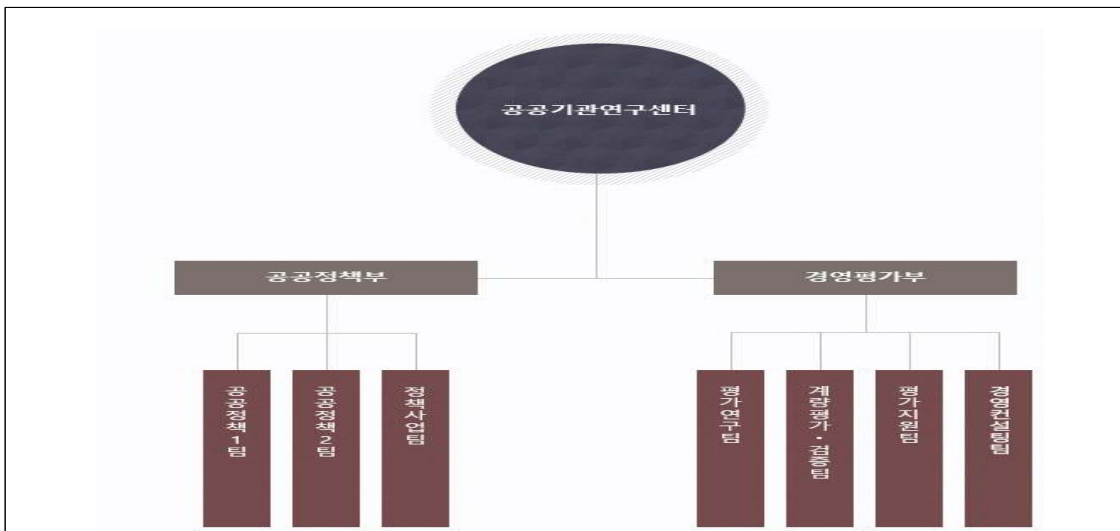 공공기관연구센터
공공정책부
경영평가부
공공정책1팀
공공정책2팀
정책사업팀
평가연구팀
계량평가·검증팀
평가지원팀
경영컨설팅팀